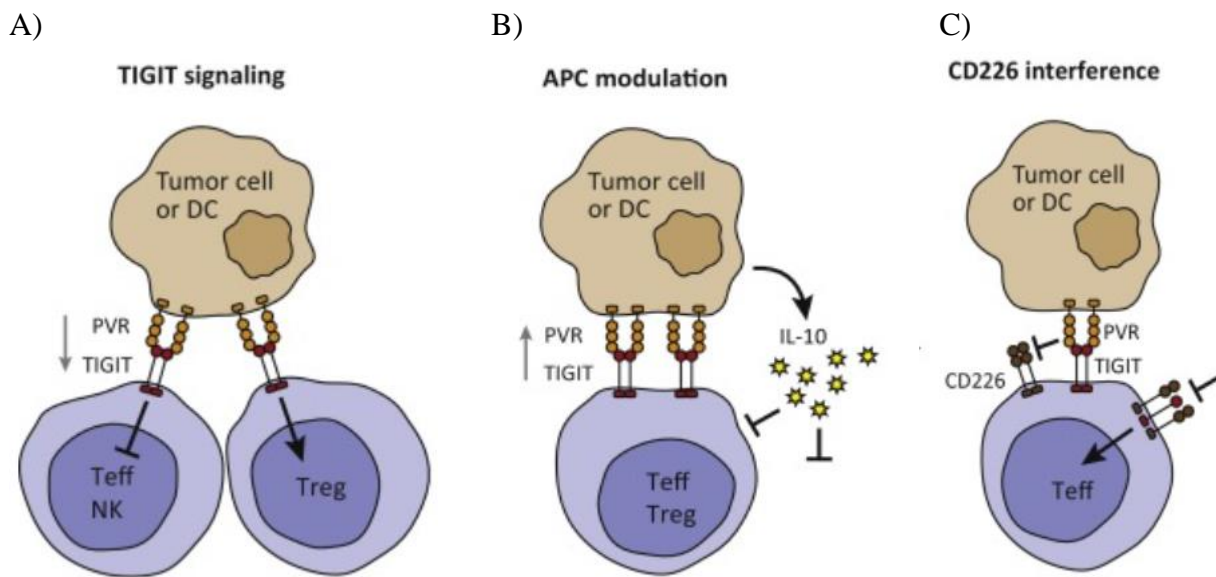 A)
TIGIT signaling
Tumor cell
or DC
PVR
TIGIT
Teff
NK
Treg
B)
APC modulation
Tumor cell
or DC
PVR
TIGIT
IL-10
Teff
Treg
C)
CD226 interference
Tumor cell
or DC
PVR
TIGIT
CD226
Teff